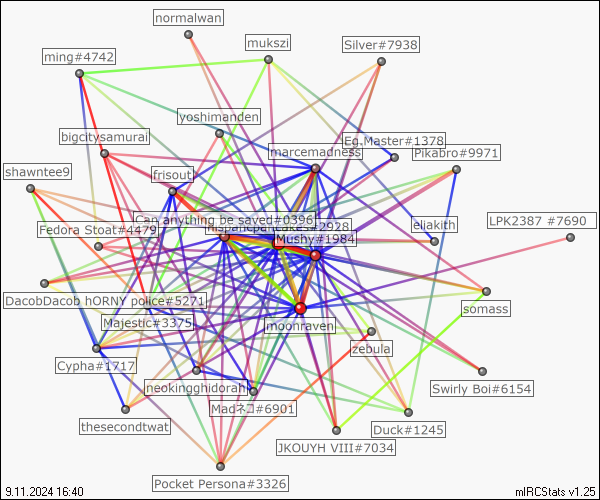 normalwan
mukszi
Silver#7938
ming#4742
yoshimanden
bigcitysamurai
Eg.Master#1378
marcemadness
Pikabro#9971
shawntee9
frisout
Can anything be saved#0396
#2928
Fedora Stoat#4479
Mushy#1984
eljakith
LPK2387 #7690
DacobDacob hORNY police#5271
somass
Majestic#3375
moonraven
zebula
Cypha#1717
neokingghidorah
Swirly Boi#6154
Madネコ#6901
thesecondtwat
Duck#1245
JKOUYH VIII#7034
Pocket Persona#3326
9.11.2024 16:40
mIRCStats v1.25